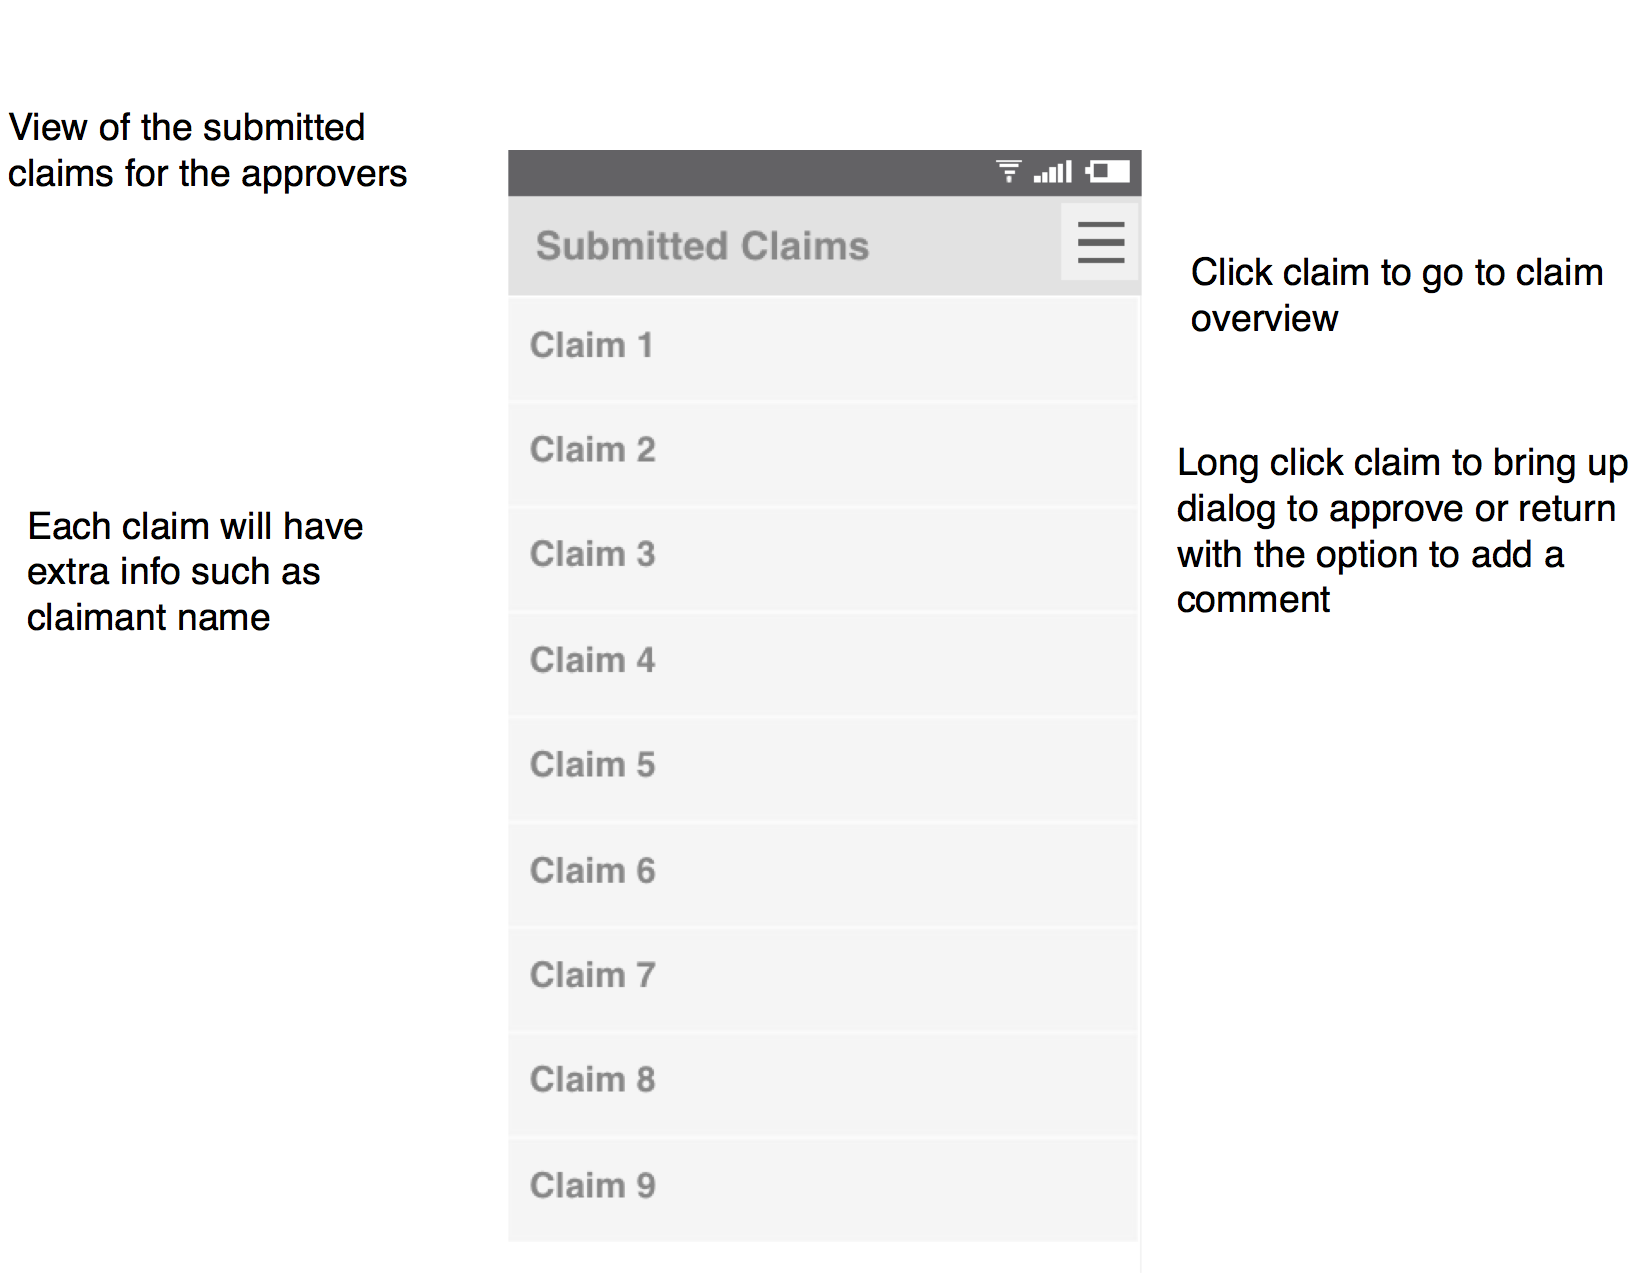 View of the submitted
claims for the approvers
Submitted Claims
Click claim to go to claim
overview
Claim 1
Claim 2
Long click claim to bring up
dialog to approve or return
with the option to add a
comment
Each claim will have
extra info such as
claimant name
Claim 3
Claim 4
Claim 5
Claim 6
Claim 7
Claim 8
Claim 9